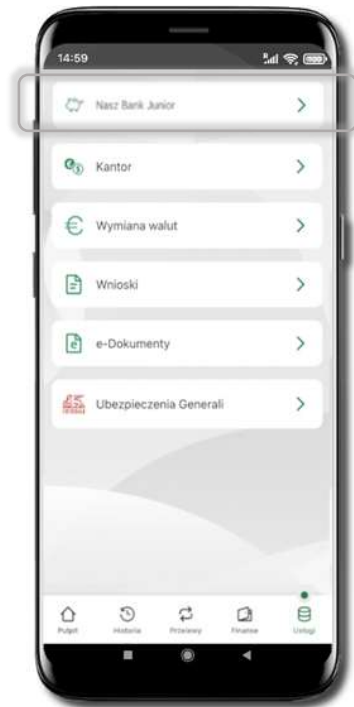 14:59
Nasz Bank Junior
Kantor
Wymiana walut
Wnioski
e-Dokumenty
Ubezpieczenia Generali
Pulpit Historia Przelewy Finanse Usługi